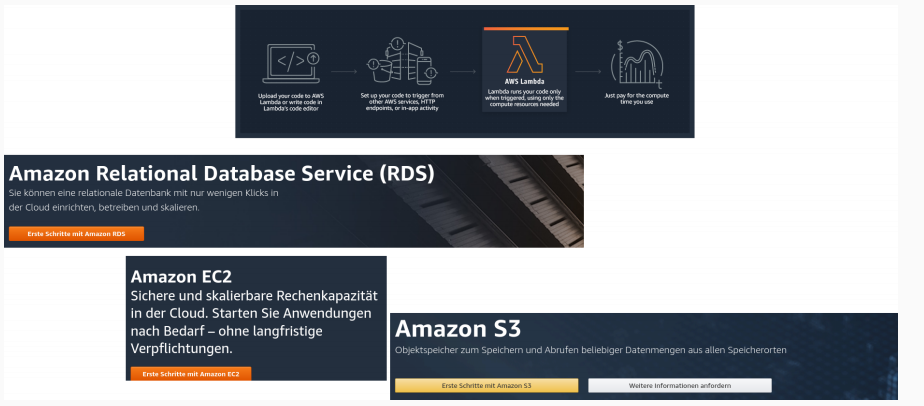 </>
$
t
Upload your code to AWS
Lambda or write code in
Lambda's code editor
Set up your code to trigger from
other AWS services, HTTP
endpoints, or in-app activity
AWS Lambda
Lambda runs your code only
when triggered, using only the
compute resources needed
Just pay for the compute
time you use
Amazon Relational Database Service (RDS)
Sie können eine relationale Datenbank mit nur wenigen Klicks in
der Cloud einrichten, betreiben und skalieren.
Erste Schritte mit Amazon RDS
Amazon EC2
Sichere und skalierbare Rechenkapazität
in der Cloud. Starten Sie Anwendungen
nach Bedarf – ohne langfristige
Verpflichtungen.
Erste Schritte mit Amazon EC2
Amazon S3
Objektspeicher zum Speichern und Abrufen beliebiger Datenmengen aus allen Speicherorten
Erste Schritte mit Amazon S3
Weitere Informationen anfordern